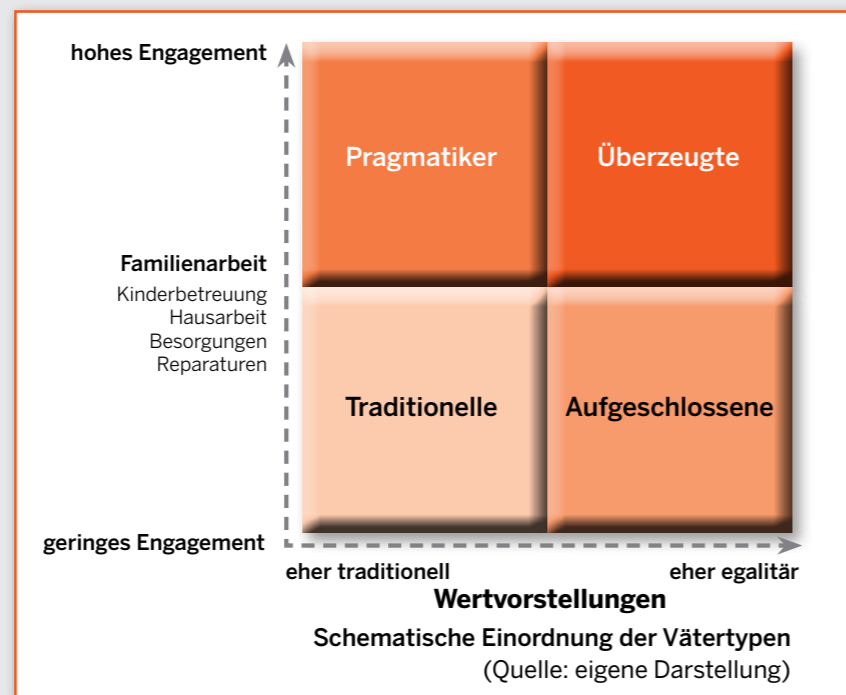 hohes Engagement
Pragmatiker
Überzeugte
Familienarbeit
Kinderbetreuung
Hausarbeit
Besorgungen
Reparaturen
Traditionelle
Aufgeschlossene
geringes Engagement
eher traditionell
eher egalitär
Wertvorstellungen
Schematische Einordnung der Vätertypen
(Quelle: eigene Darstellung)